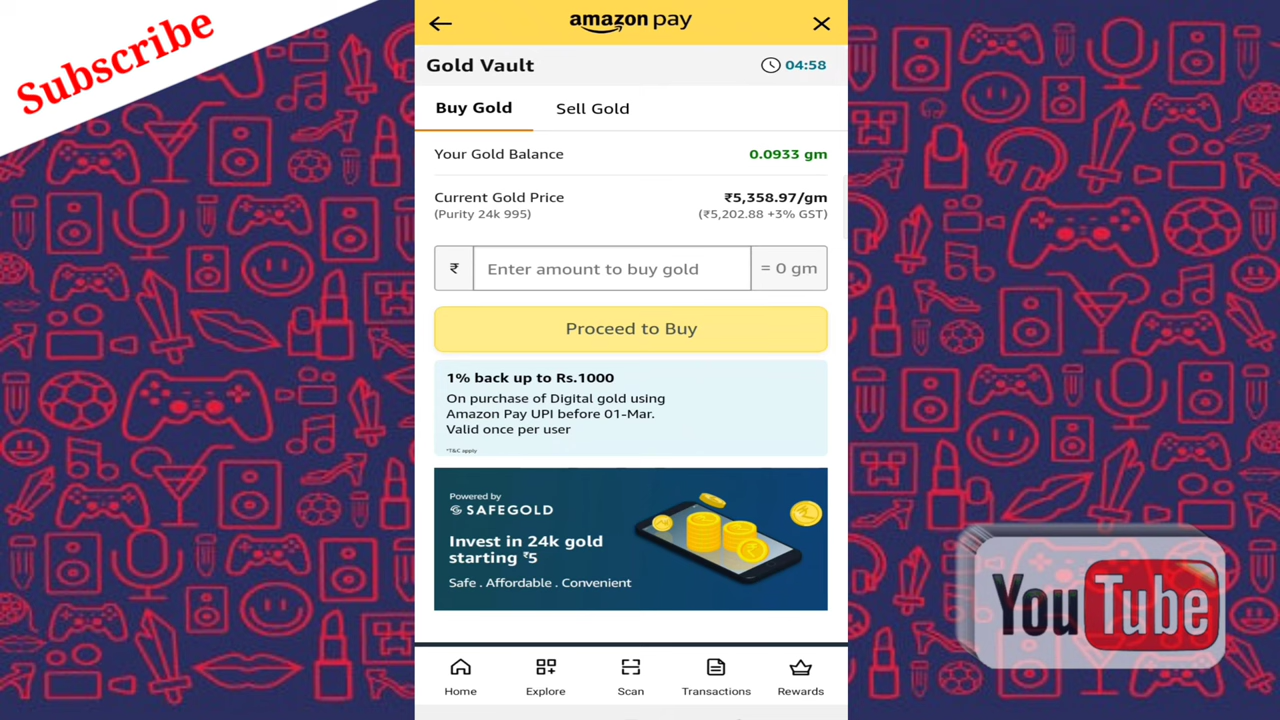 Subscribe
amazon pay
Gold Vault
04:58
Buy Gold
Sell Gold
Your Gold Balance
0.0933 gm
Current Gold Price
₹5,358.97/gm
(Purity 24k 995)
(₹5,202.88 +3% GST)
₹
Enter amount to buy gold
= 0 gm
Proceed to Buy
1% back up to Rs.1000
On purchase of Digital gold using
Amazon Pay UPI before 01-Mar.
Valid once per user
*T&C apply
Powered by
SAFEGOLD
Invest in 24k gold
starting ₹5
Safe . Affordable . Convenient
YouTube
Home
Explore
Scan
Transactions
Rewards